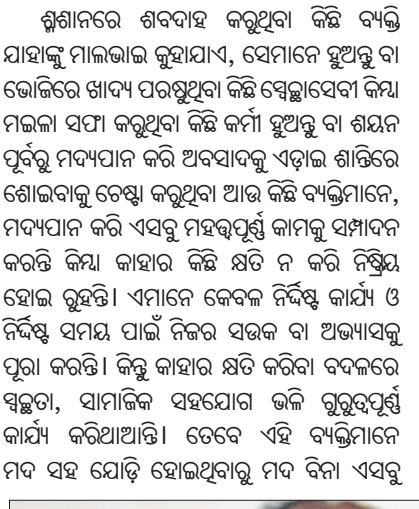 ଶ୍ମଶାନରେ ଶବଦାହ କରୁଥିବା କିଛି ବ୍ୟକ୍ତି
ଯାହାଙ୍କୁ ମାଲଭାଇ କୁହାଯାଏ, ସେମାନେ ହୁଅନ୍ତୁ ବା
ଭୋଜିରେ ଖାଦ୍ୟ ପରଷୁଥିବା କିଛି ସ୍ୱେଚ୍ଛାସେବୀ କିମ୍ବା
ମଇଳା ସଫା କରୁଥିବା କିଛି କର୍ମୀ ହୁଅନ୍ତୁ ବା ଶୟନ
ପୂର୍ବରୁ ମଦ୍ୟପାନ କରି ଅବସାଦକୁ ଏଡ଼ାଇ ଶାନ୍ତିରେ
ଶୋଇବାକୁ ଚେଷ୍ଟା କରୁଥିବା ଆଉ କିଛି ବ୍ୟକ୍ତିମାନେ,
ମଦ୍ୟପାନ କରି ଏସବୁ ମହତ୍ତ୍ୱପୂର୍ଣ୍ଣ କାମକୁ ସମ୍ପାଦନ
କରନ୍ତି କିମ୍ବା କାହାର କିଛି କ୍ଷତି ନ କରି ନିଷ୍କ୍ରିୟ
ହୋଇ ରୁହନ୍ତି। ଏମାନେ କେବଳ ନିର୍ଦ୍ଦିଷ୍ଟ କାର୍ଯ୍ୟ ଓ
ନିର୍ଦ୍ଦିଷ୍ଟ ସମୟ ପାଇଁ ନିଜର ସଉକ ବା ଅଭ୍ୟାସକୁ
ପୂରା କରନ୍ତି। କିନ୍ତୁ କାହାର କ୍ଷତି କରିବା ବଦଳରେ
ସ୍ୱଚ୍ଛତା, ସାମାଜିକ ସହଯୋଗ ଭଳି ଗୁରୁତ୍ୱପୂର୍ଣ୍ଣ
କାର୍ଯ୍ୟ କରିଥାଆନ୍ତି। ତେବେ ଏହି ବ୍ୟକ୍ତିମାନେ
ମଦ ସହ ଯୋଡ଼ି ହୋଇଥିବାରୁ ମଦ ବିନା ଏସବୁ